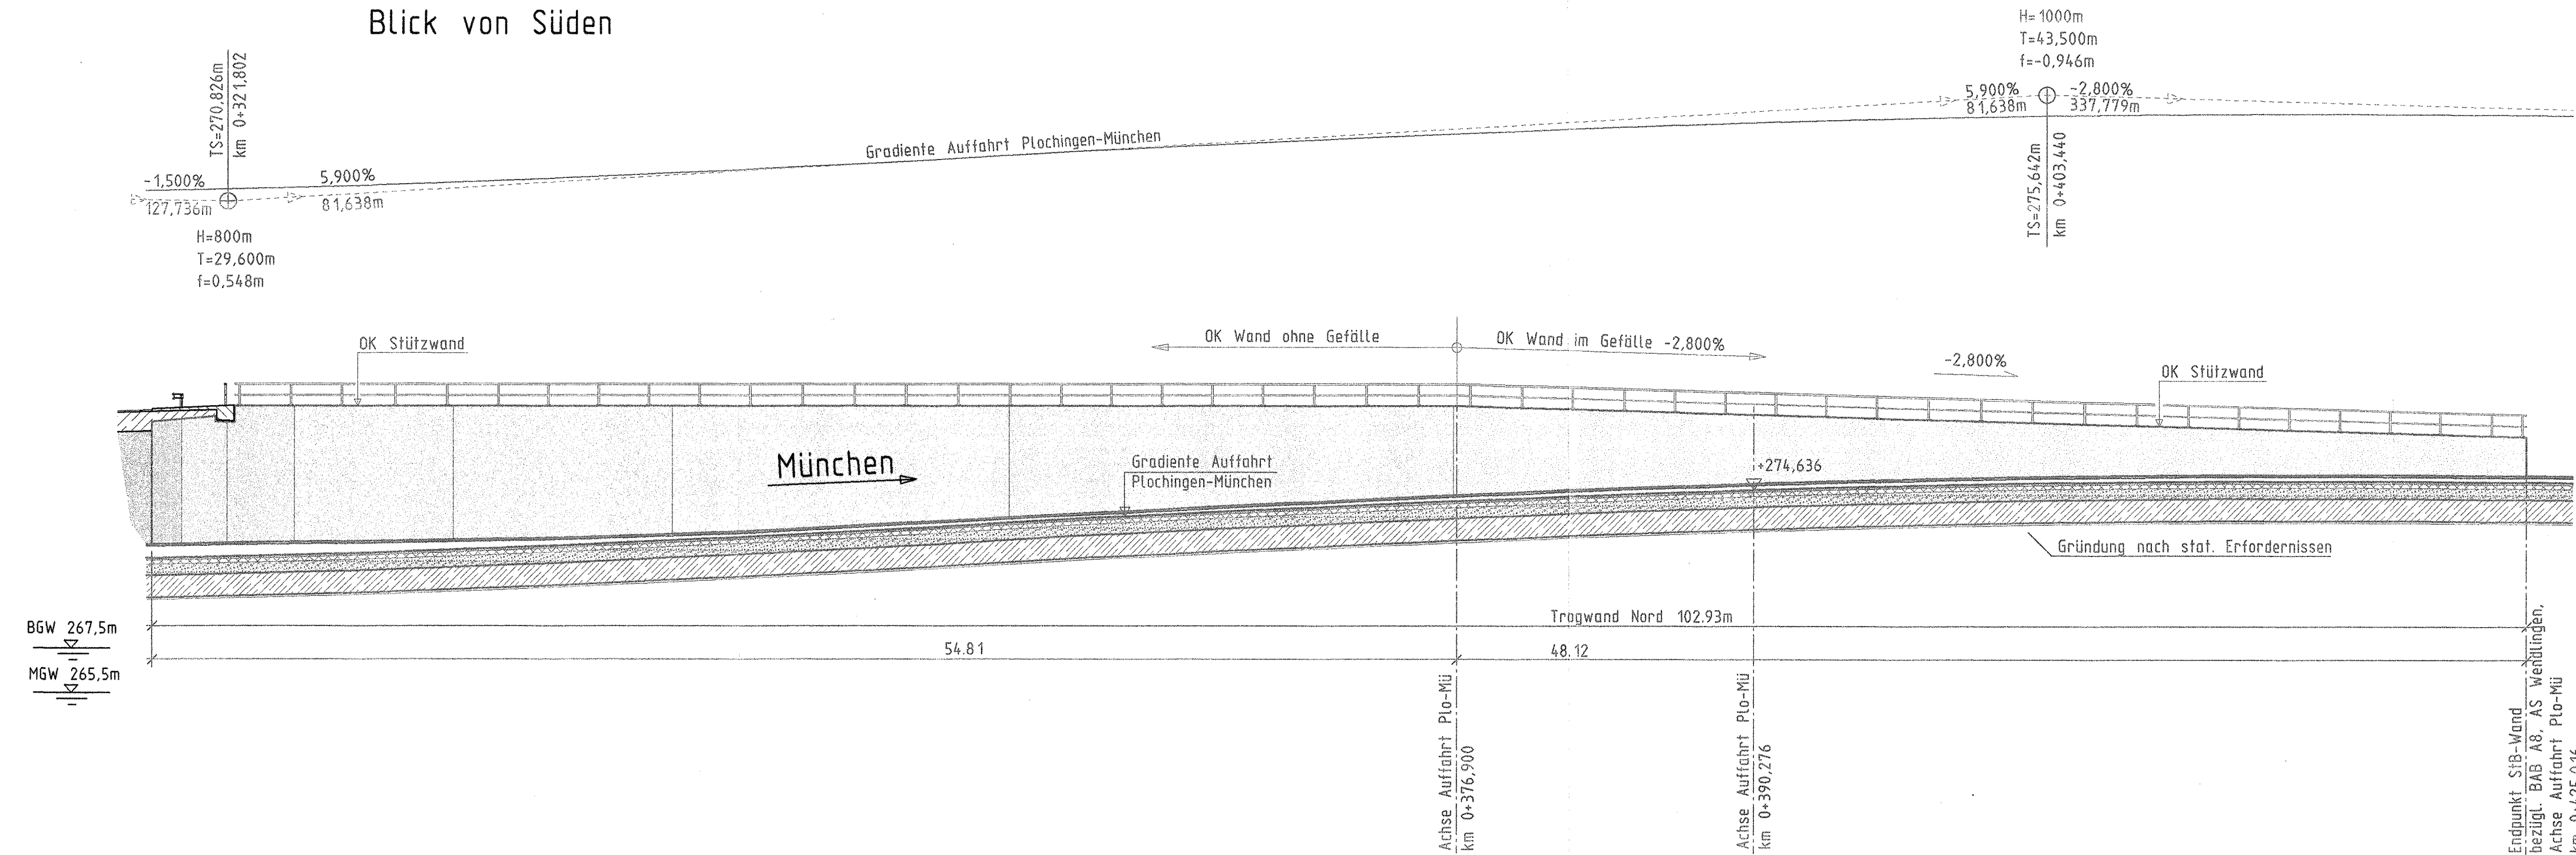 Blick von Süden
TS=270,826m
km 0+321.802
-1,500%
127,736m
5,900%
81,638m
H=800m
T=29,600m
f=0,548m
Gradiente Auffahrt Plochingen-München
H=1000m
T=43,500m
f=-0,946m
5,900%
81,638m
-2,800%
337,779m
TS=275,642m
km 0+403,440
OK Stützwand
OK Wand ohne Gefälle
OK Wand im Gefälle -2,800%
-2,800%
OK Stützwand
München
Gradiente Auffahrt
Plochingen-München
+274,636
Gründung nach stat. Erfordernissen
BGW 267,5m
MGW 265,5m
Trogwand Nord 102.93m
54.81
48.12
Achse Auffahrt Plo-Mü
km 0+376,900
Achse Auffahrt Plo-Mü
km 0+390,276
Endpunkt StB-Wand
bezügl. BAB A8, AS Wendlingen,
Achse Auffahrt Plo-Mü